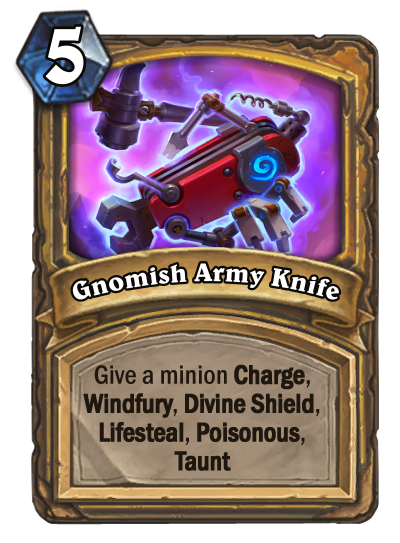 5
Gnomish Army Knife
Give a minion Charge,
Windfury, Divine Shield,
Lifesteal, Poisonous,
Taunt